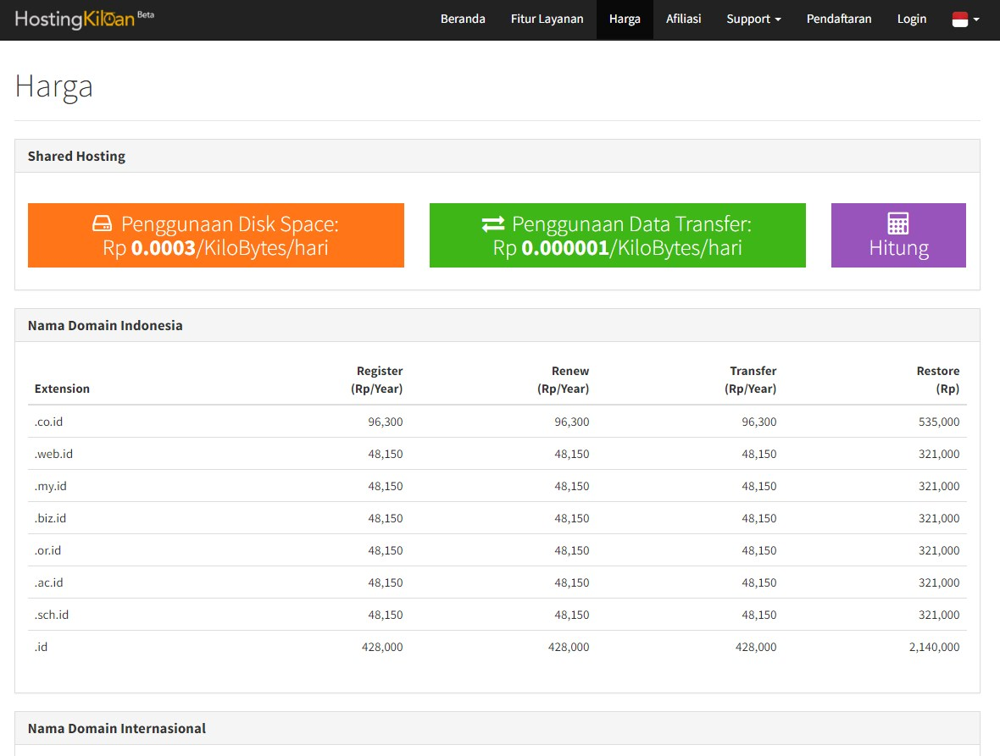 HostingKiloan Beta
Beranda Fitur Layanan Harga Afiliasi Support Pendaftaran Login
Harga
Shared Hosting
Penggunaan Disk Space:
Rp 0.0003/KiloBytes/hari
Penggunaan Data Transfer:
Rp 0.000001/KiloBytes/hari
Hitung
Nama Domain Indonesia
Extension Register (Rp/Year) Renew (Rp/Year) Transfer (Rp/Year) Restore (Rp)
.co.id 96,300 96,300 96,300 535,000
.web.id 48,150 48,150 48,150 321,000
.my.id 48,150 48,150 48,150 321,000
.biz.id 48,150 48,150 48,150 321,000
.or.id 48,150 48,150 48,150 321,000
.ac.id 48,150 48,150 48,150 321,000
.sch.id 48,150 48,150 48,150 321,000
.id 428,000 428,000 428,000 2,140,000
Nama Domain Internasional